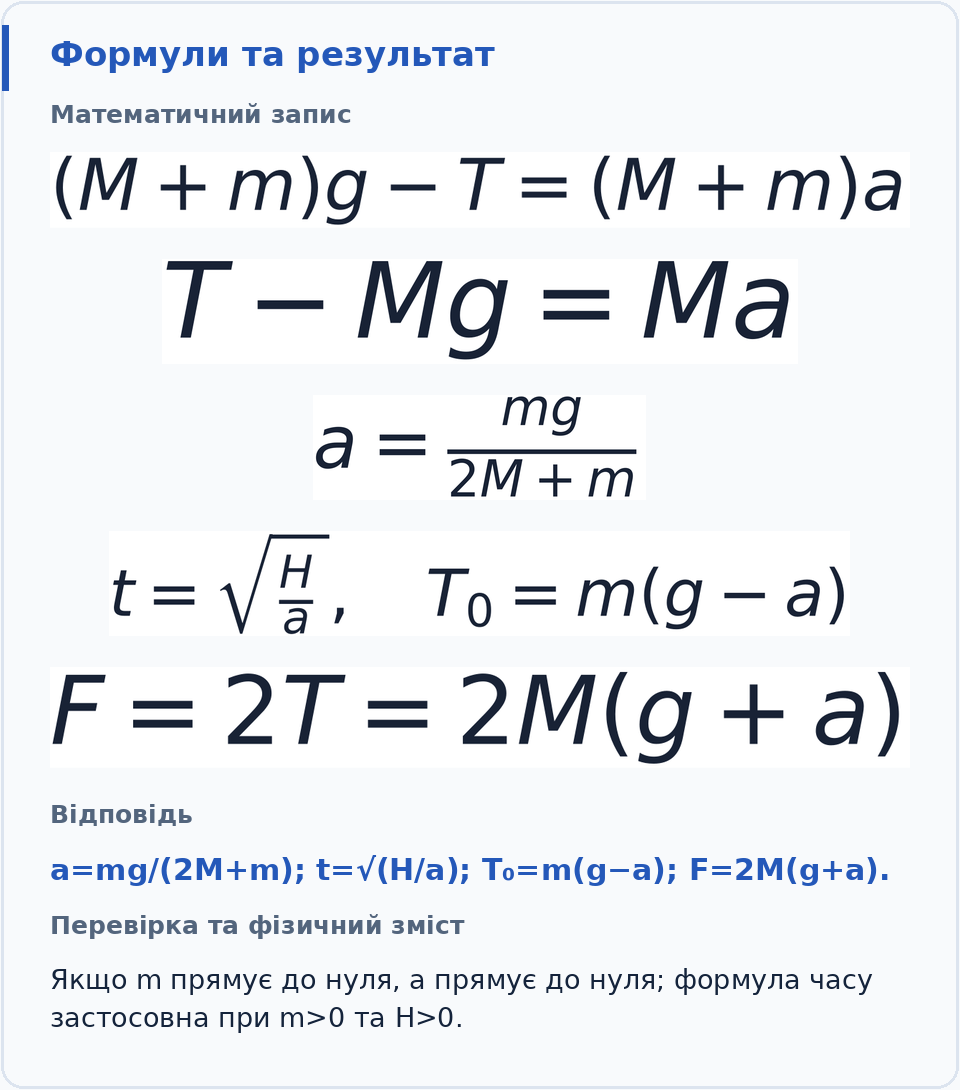 Формули та результат
Математичний запис
(M + m)g − T = (M + m)a
T − Mg = Ma
a = mg/(2M + m)
t = √(H/a),   T₀ = m(g − a)
F = 2T = 2M(g + a)
Відповідь
a=mg/(2M+m); t=√(H/a); T₀=m(g−a); F=2M(g+a).
Перевірка та фізичний зміст
Якщо m прямує до нуля, a прямує до нуля; формула часу
застосовна при m>0 та H>0.